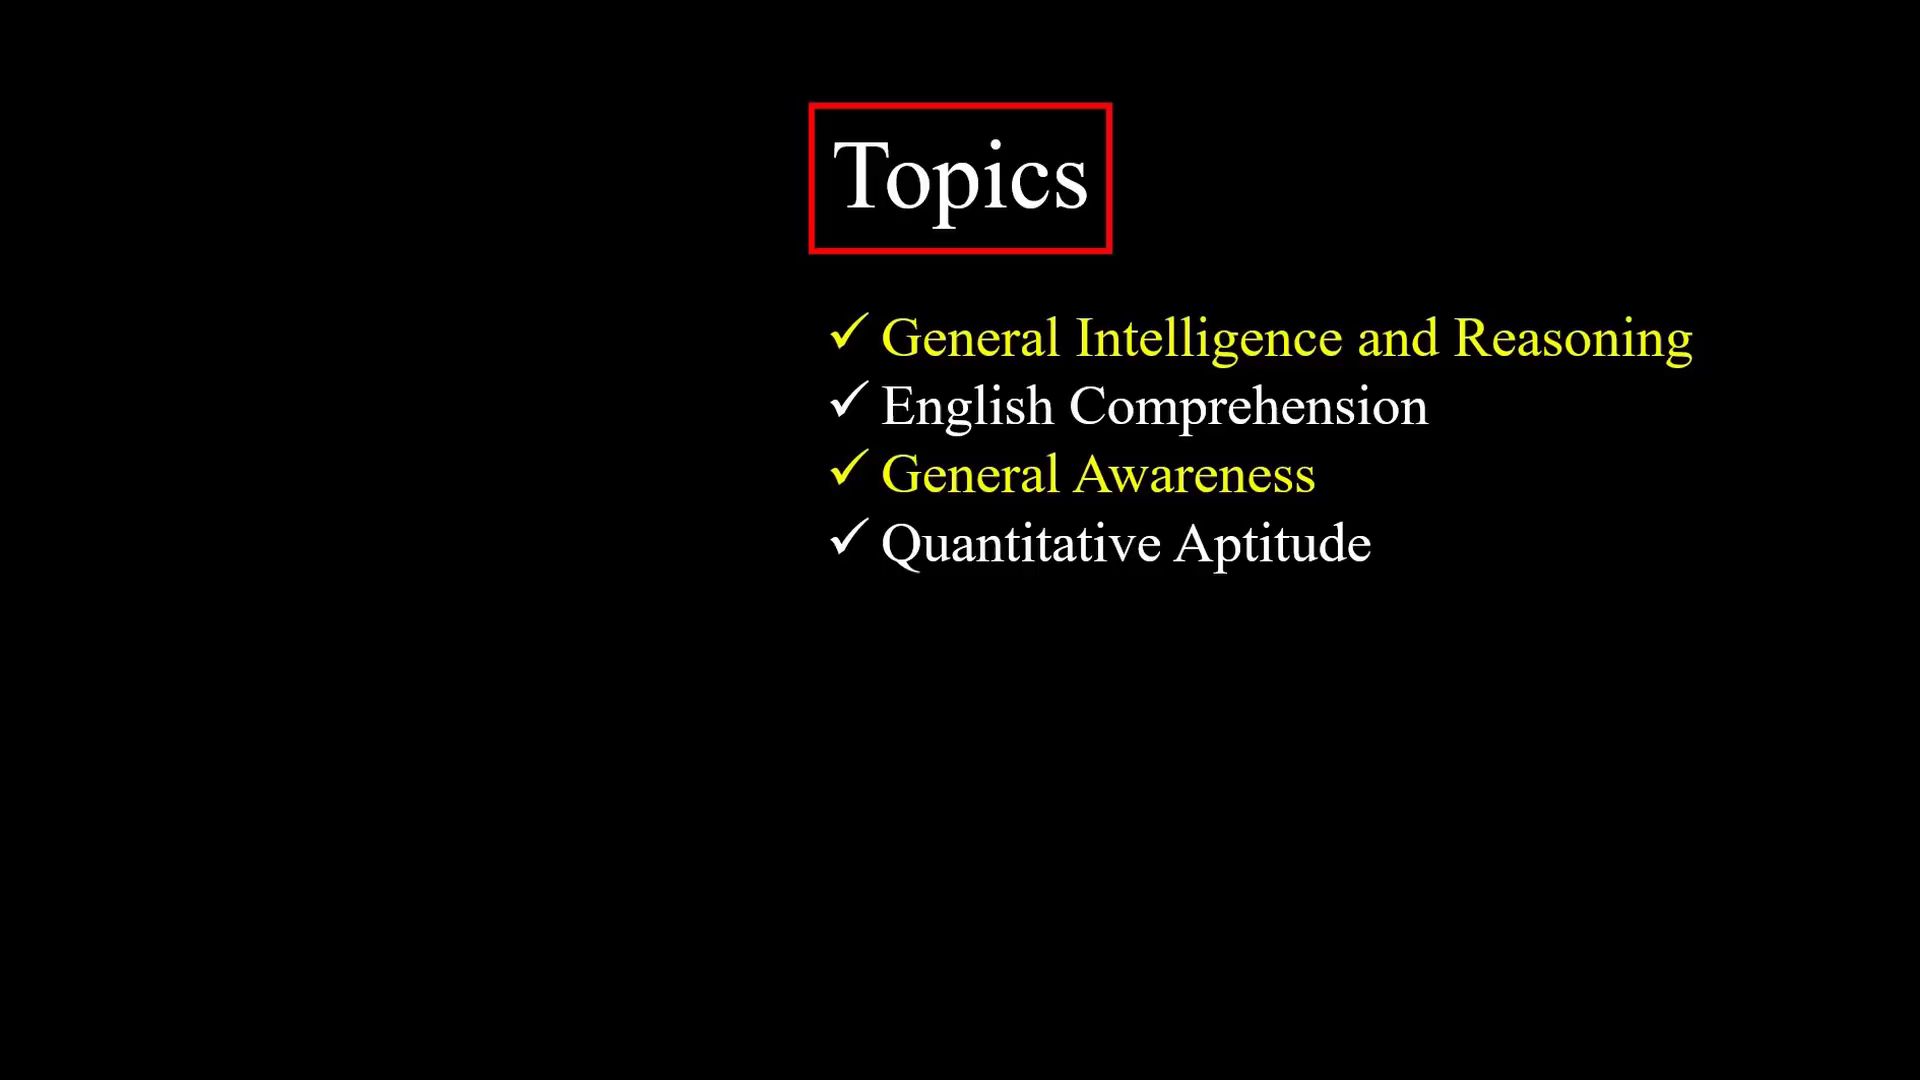 Topics
✓ General Intelligence and Reasoning
✓ English Comprehension
✓ General Awareness
✓ Quantitative Aptitude